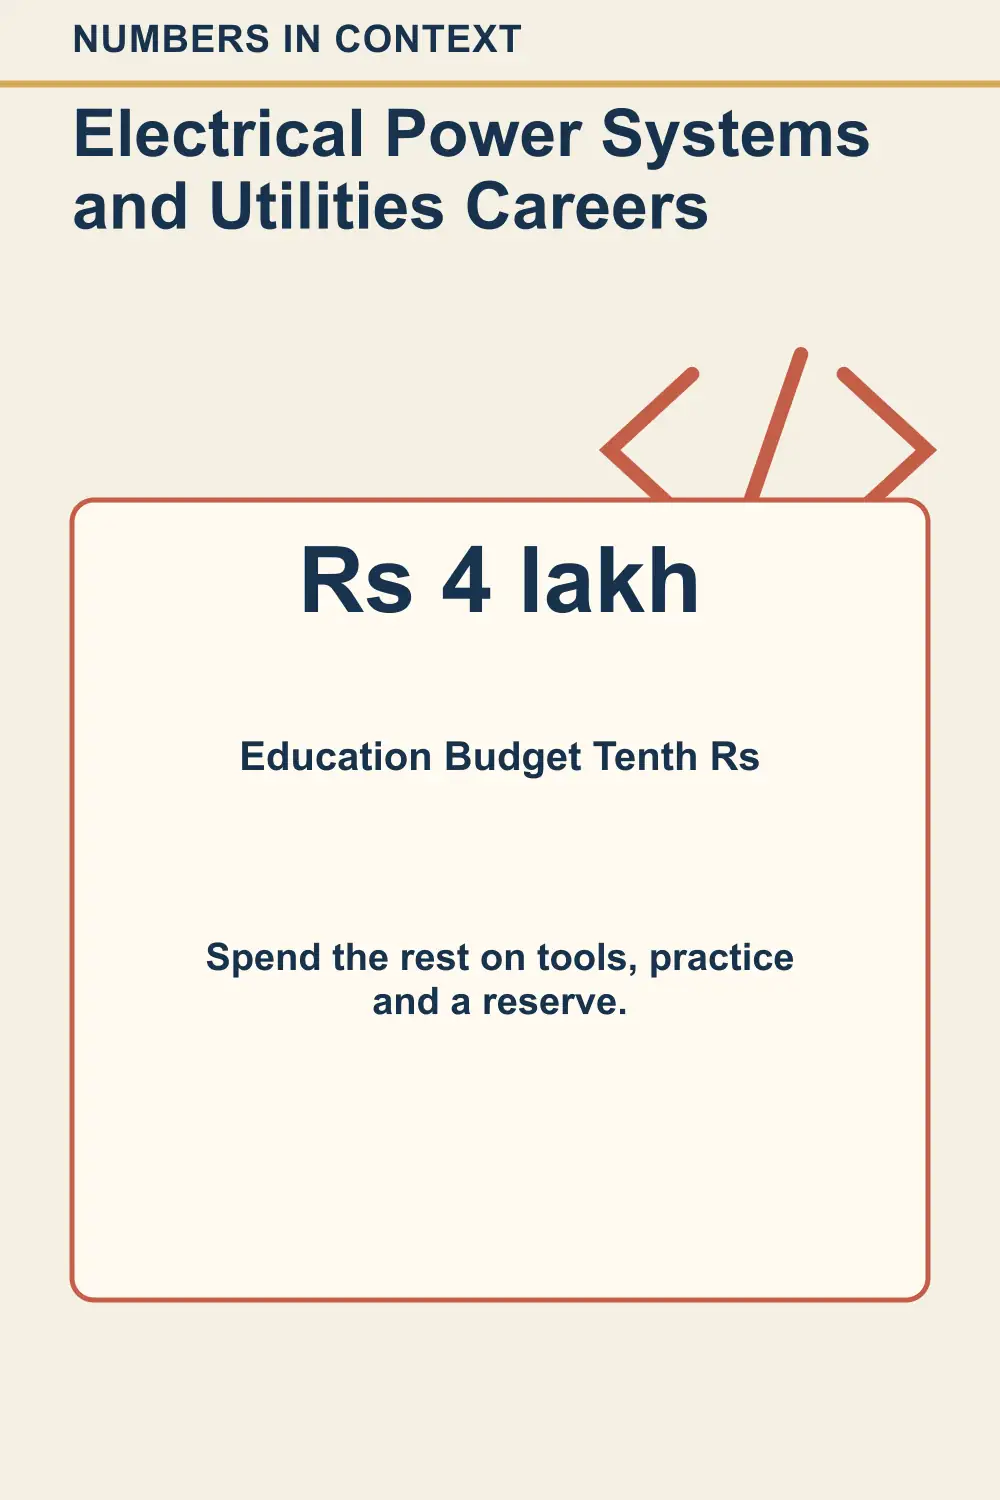 NUMBERS IN CONTEXT
Electrical Power Systems
and Utilities Careers
Rs 4 lakh
Education Budget Tenth Rs
Spend the rest on tools, practice
and a reserve.